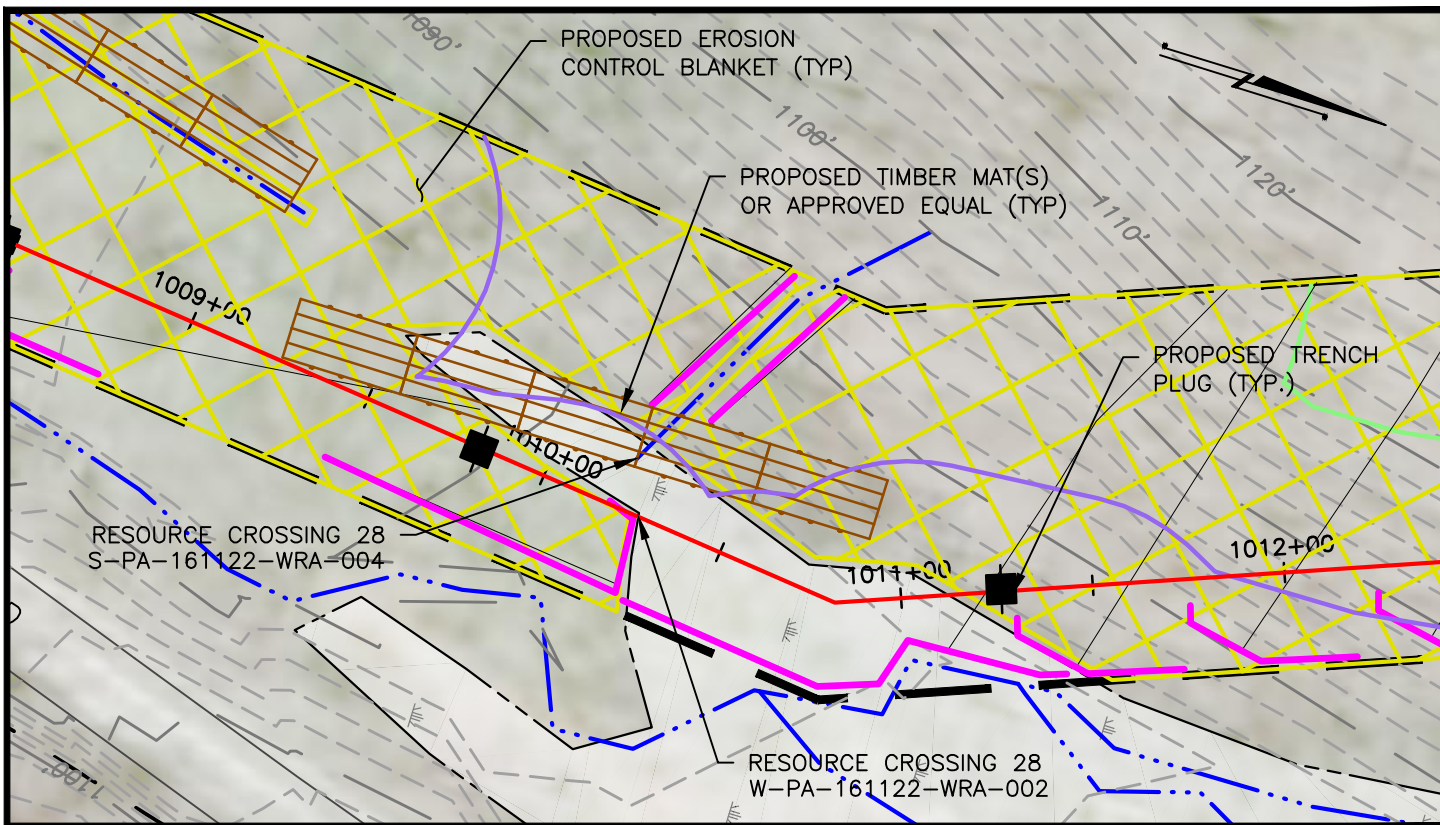 1090'
PROPOSED EROSION
CONTROL BLANKET (TYP)
1100'
PROPOSED TIMBER MAT(S)
OR APPROVED EQUAL (TYP)
1120'
1110'
1009+00
PROPOSED TRENCH
PLUG (TYP.)
1010+00
RESOURCE CROSSING 28
S-PA-161122-WRA-004
1011+00
1012+00
RESOURCE CROSSING 28
W-PA-161122-WRA-002
1100'